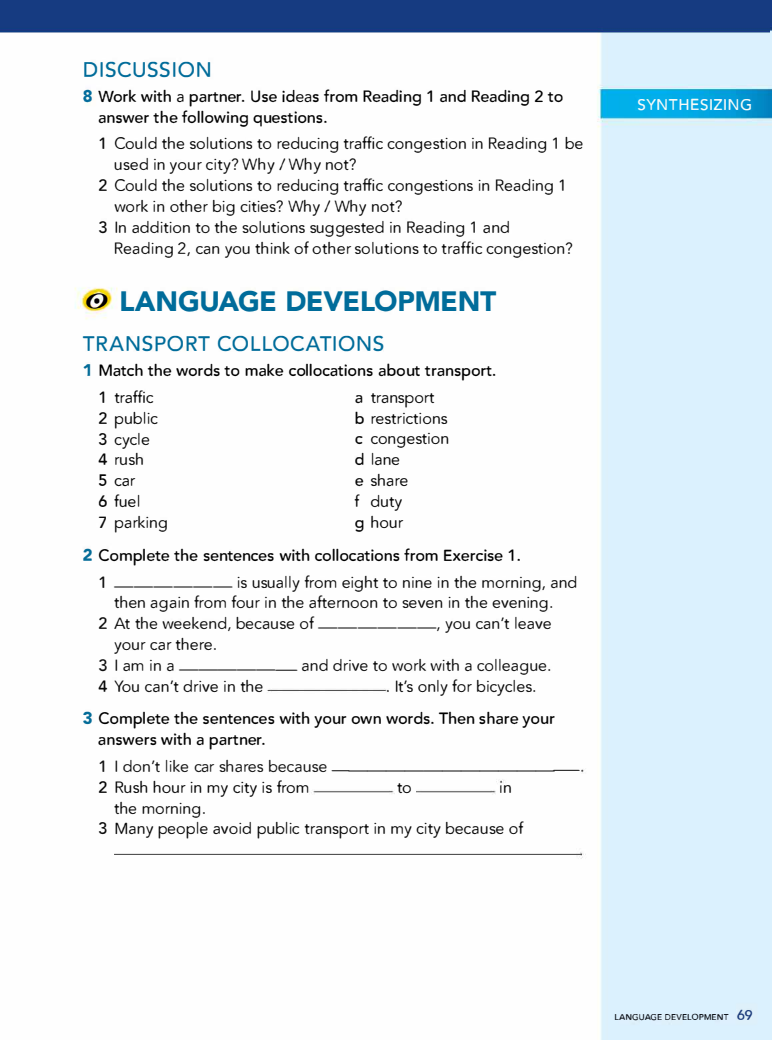 DISCUSSION
8 Work with a partner. Use ideas from Reading 1 and Reading 2 to
answer the following questions.
SYNTHESIZING
1 Could the solutions to reducing traffic congestion in Reading 1 be
used in your city? Why / Why not?
2 Could the solutions to reducing traffic congestions in Reading 1
work in other big cities? Why / Why not?
3 In addition to the solutions suggested in Reading 1 and
Reading 2, can you think of other solutions to traffic congestion?
LANGUAGE DEVELOPMENT
TRANSPORT COLLOCATIONS
1 Match the words to make collocations about transport.
1 traffic a transport
2 public b restrictions
3 cycle c congestion
4 rush d lane
5 car e share
6 fuel f duty
7 parking g hour
2 Complete the sentences with collocations from Exercise 1.
1 ____________ is usually from eight to nine in the morning, and
then again from four in the afternoon to seven in the evening.
2 At the weekend, because of ____________, you can't leave
your car there.
3 I am in a ____________ and drive to work with a colleague.
4 You can't drive in the ____________. It's only for bicycles.
3 Complete the sentences with your own words. Then share your
answers with a partner.
1 I don't like car shares because ____________.
2 Rush hour in my city is from ________ to ________ in
the morning.
3 Many people avoid public transport in my city because of
____________.
LANGUAGE DEVELOPMENT 69